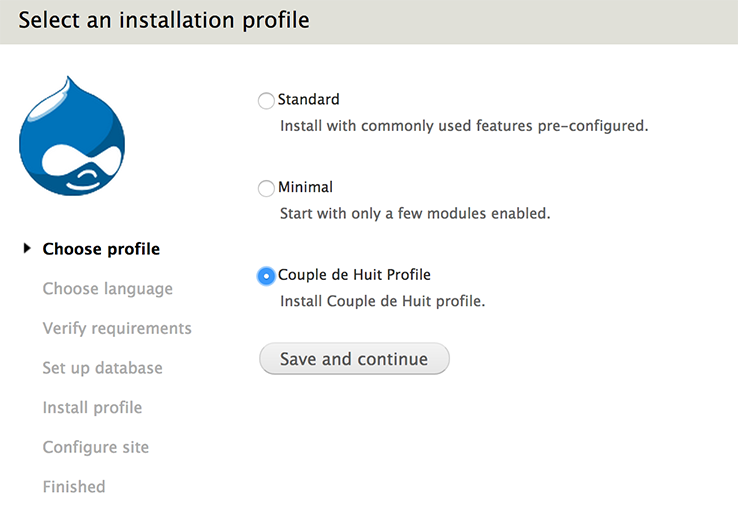 Select an installation profile
Standard
Install with commonly used features pre-configured.
Minimal
Start with only a few modules enabled.
Couple de Huit Profile
Install Couple de Huit profile.
Save and continue
Choose profile
Choose language
Verify requirements
Set up database
Install profile
Configure site
Finished